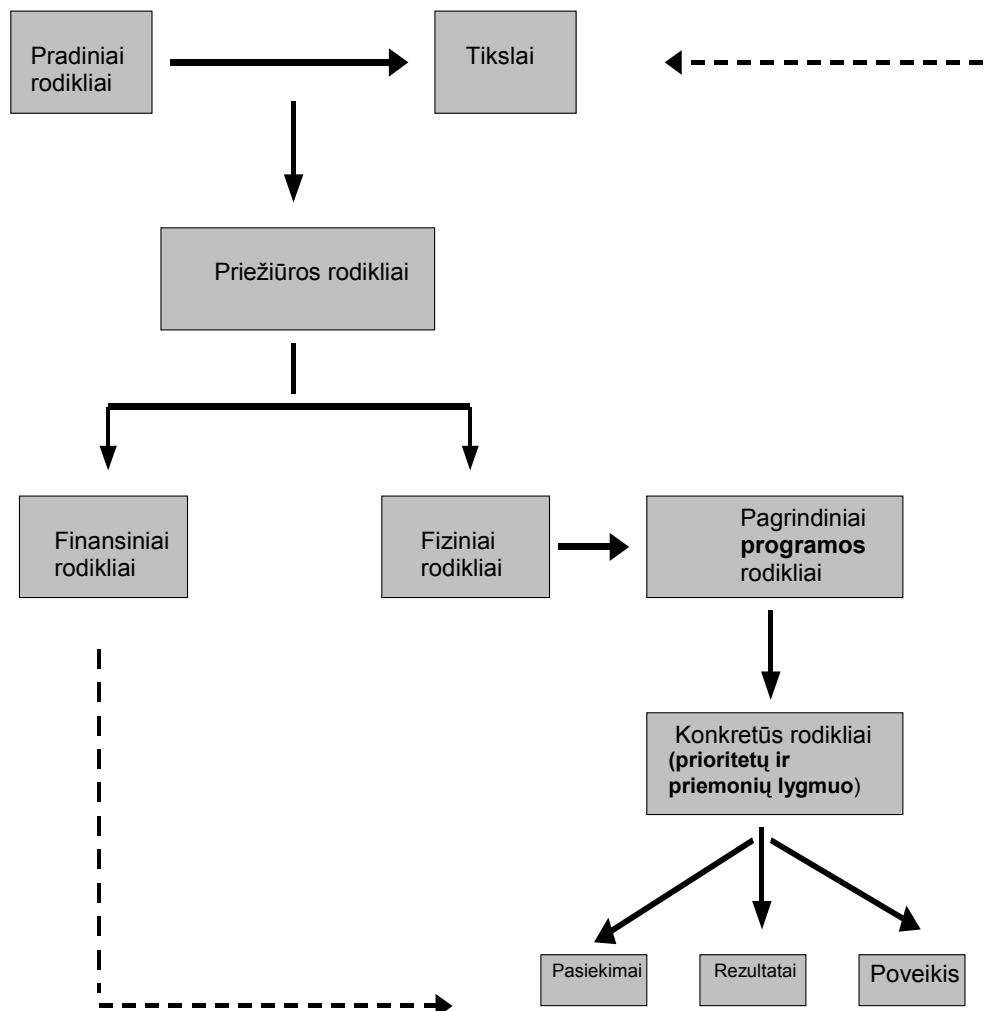 Pradiniai
rodikliai
Tikslai
Priežiūros rodikliai
Finansiniai
rodikliai
Fiziniai
rodikliai
Pagrindiniai
programos
rodikliai
Konkretūs rodikliai
(prioritetų ir
priemonių lygmuo)
Pasiekimai
Rezultatai
Poveikis